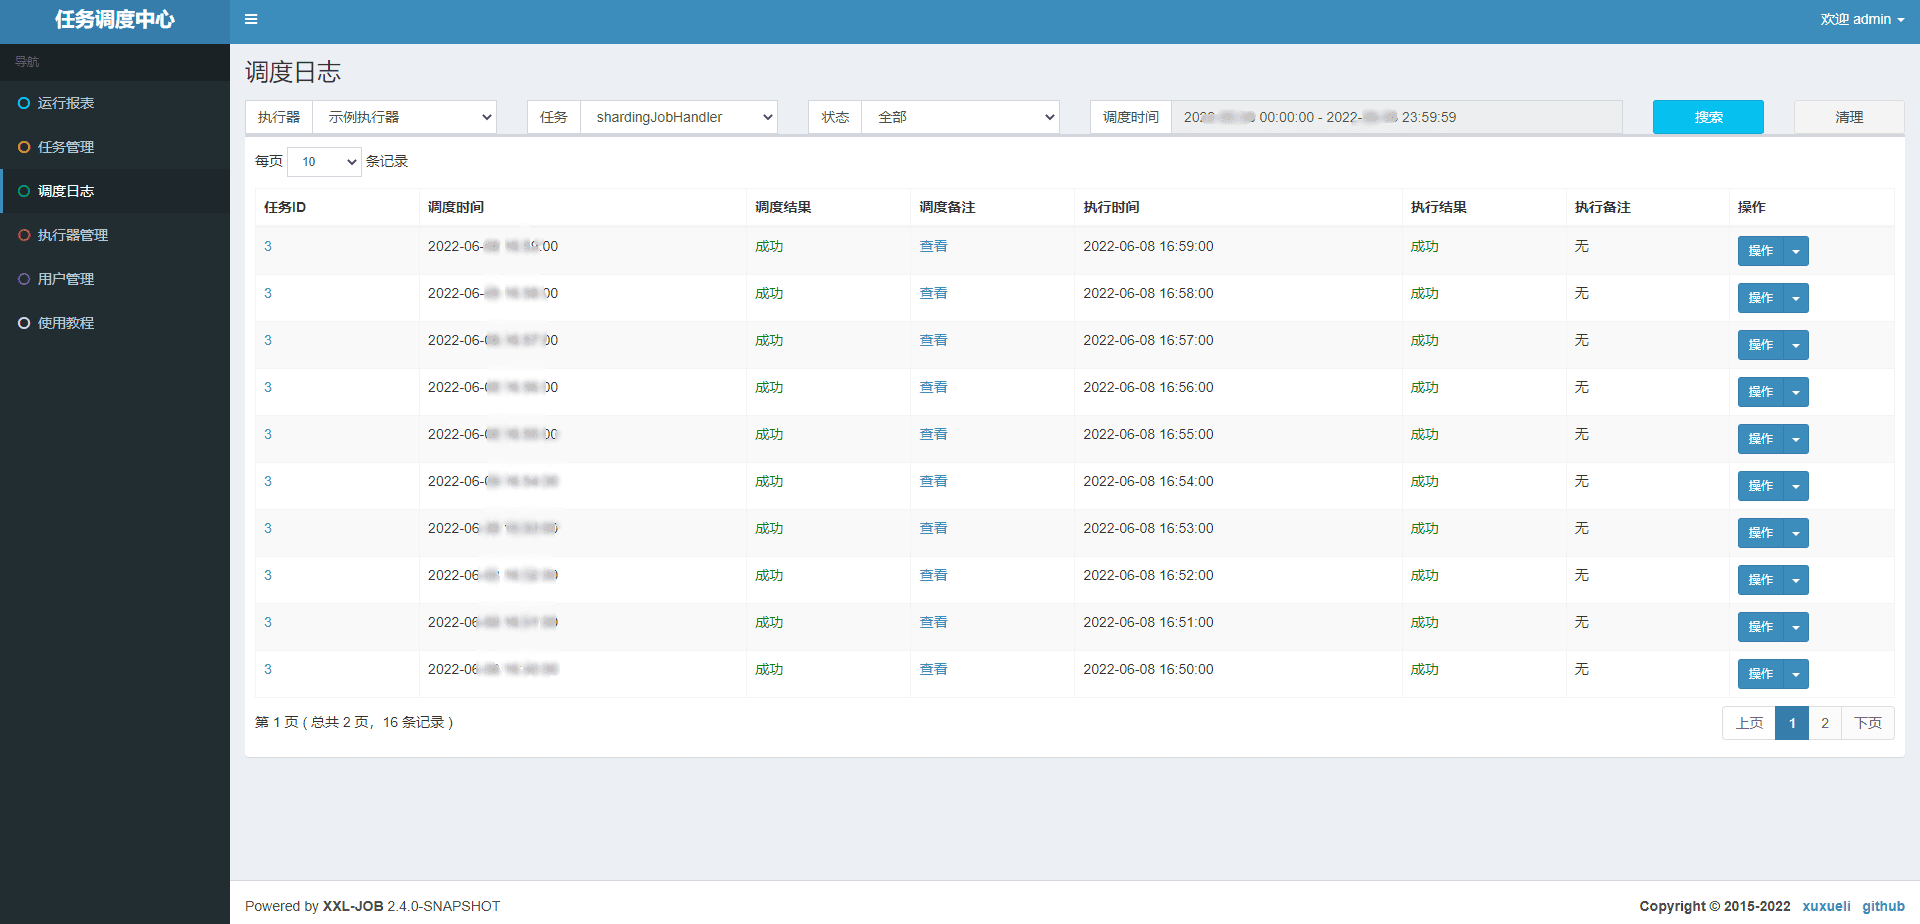 任务调度中心
欢迎 admin
导航
运行报表
任务管理
调度日志
执行器管理
用户管理
使用教程
调度日志
执行器 示例执行器 任务 shardingJobHandler 状态 全部 调度时间 00:00:00 - 2022- 23:59:59 搜索 清理
每页 10 条记录
任务ID 调度时间 调度结果 调度备注 执行时间 执行结果 执行备注 操作
3 2022-06- :00 成功 查看 2022-06-08 16:59:00 成功 无 操作
3 2022-06- 00 成功 查看 2022-06-08 16:58:00 成功 无 操作
3 2022-06- 00 成功 查看 2022-06-08 16:57:00 成功 无 操作
3 2022-06- 00 成功 查看 2022-06-08 16:56:00 成功 无 操作
3 2022-06- 00 成功 查看 2022-06-08 16:55:00 成功 无 操作
3 2022-06- 成功 查看 2022-06-08 16:54:00 成功 无 操作
3 2022-06 成功 查看 2022-06-08 16:53:00 成功 无 操作
3 2022-06 成功 查看 2022-06-08 16:52:00 成功 无 操作
3 2022-06 成功 查看 2022-06-08 16:51:00 成功 无 操作
3 2022-06 成功 查看 2022-06-08 16:50:00 成功 无 操作
第 1 页 ( 总共 2 页，16 条记录 ) 上页 1 2 下页
Powered by XXL-JOB 2.4.0-SNAPSHOT Copyright © 2015-2022 xuxueli github